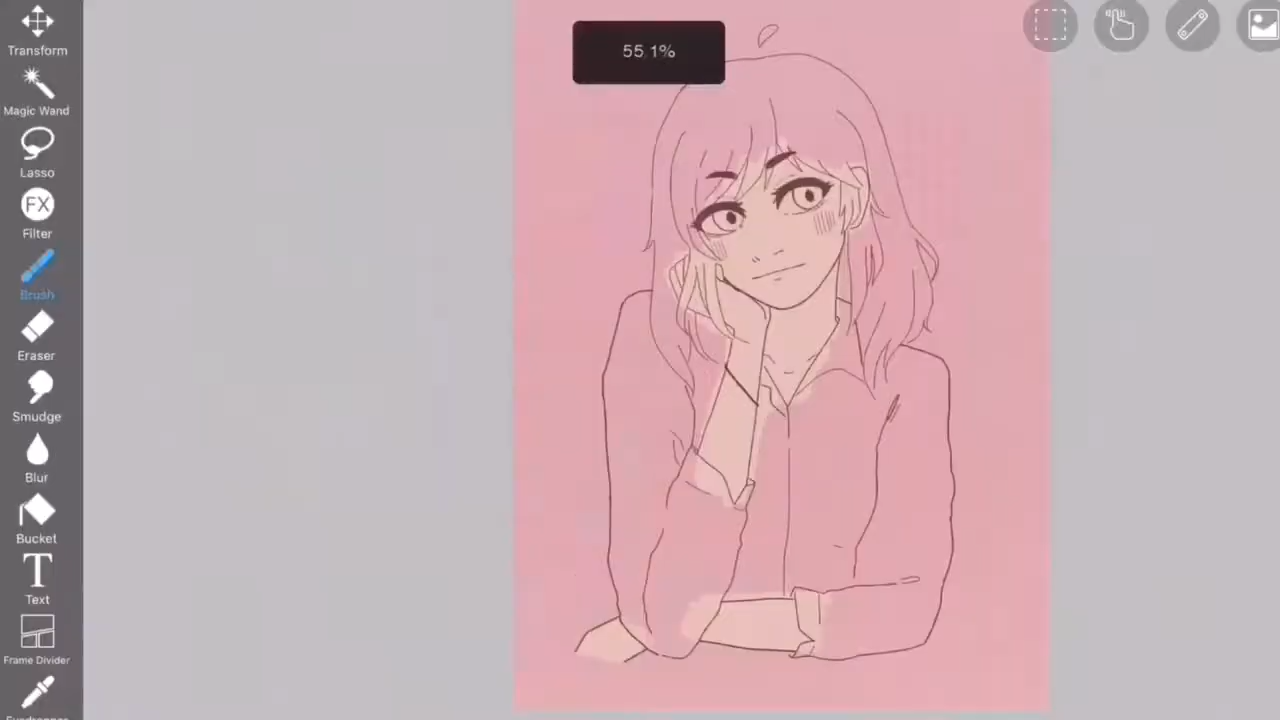 55.1%
Transform
Magic Wand
Lasso
FX
Filter
Brush
Eraser
Smudge
Blur
Bucket
T
Text
Frame Divider